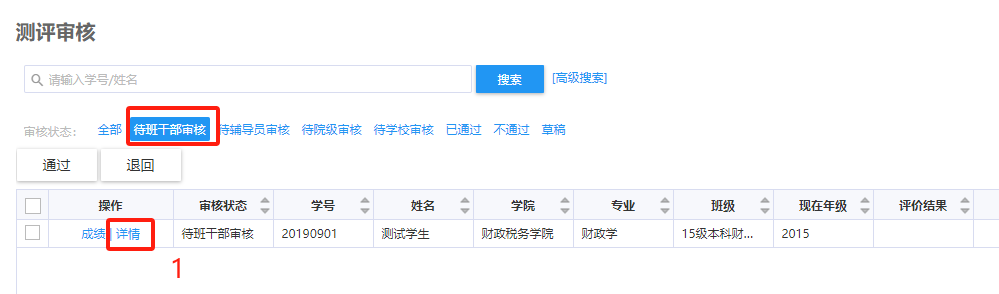 测评审核
请输入学号/姓名 搜索 [高级搜索]
审核状态: 全部 待班干部审核 待辅导员审核 待院级审核 待学校审核 已通过 不通过 草稿
通过 退回
操作 审核状态 学号 姓名 学院 专业 班级 现在年级 评价结果
成绩 | 详情 待班干部审核 20190901 测试学生 财政税务学院 财政学 15级本科财... 2015
1